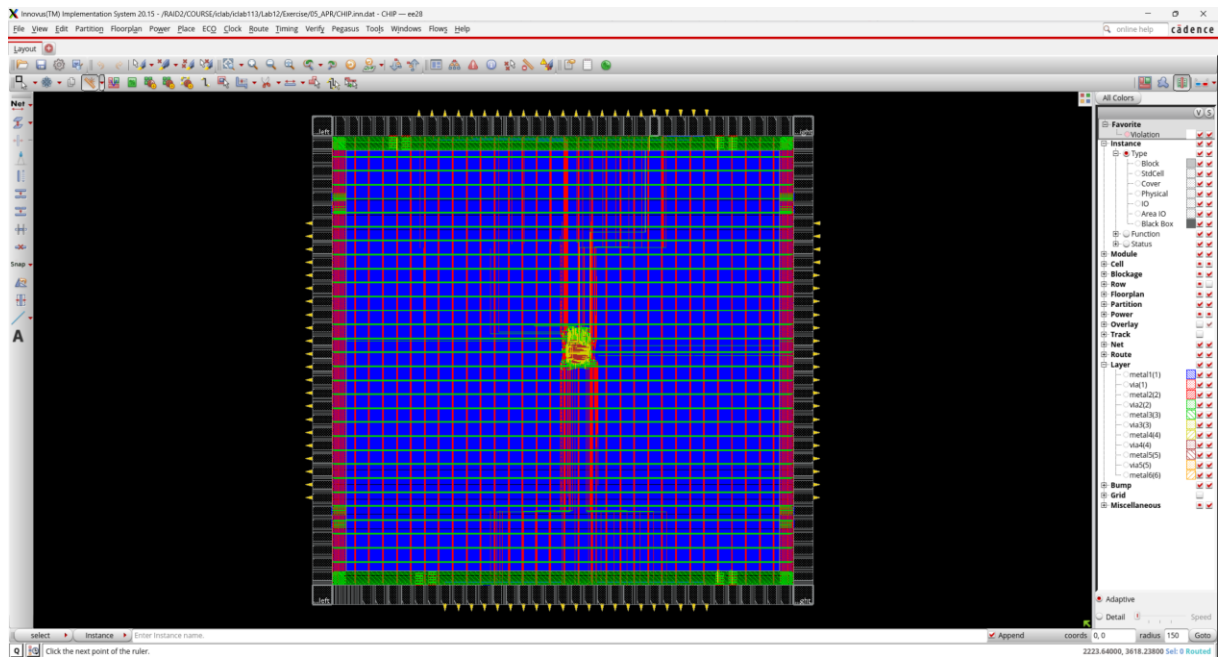 Innovus(TM) Implementation System 20.15 - /RAID2/COURSE/iclab/iclab113/Lab12/Exercise/05_APR/CHIP.inn.dat - CHIP — ee28
File View Edit Partition Floorplan Power Place ECO Clock Route Timing Verify Pegasus Tools Windows Flows Help
online help cādence
Layout
Net
Snap
A
...left ...ight
...left ...ght
All Colors
V S
Favorite
Violation
Instance
Type
Block
StdCell
Cover
Physical
IO
Area IO
Black Box
Function
Status
Module
Cell
Blockage
Row
Floorplan
Partition
Power
Overlay
Track
Net
Route
Layer
metal1(1)
via(1)
metal2(2)
via2(2)
metal3(3)
via3(3)
metal4(4)
via4(4)
metal5(5)
via5(5)
metal6(6)
Bump
Grid
Miscellaneous
Adaptive
Detail Speed
select Instance Enter Instance name. Append coords 0, 0 radius 150 Goto
Q Click the next point of the ruler. 2223.64000, 3618.23800 Sel: 0 Routed